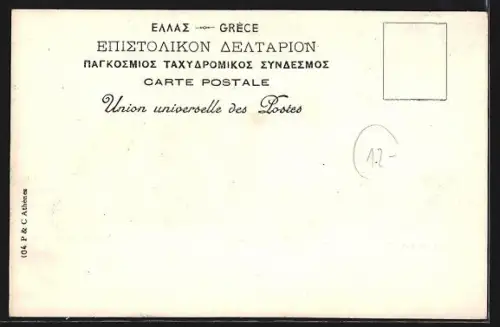 ΕΛΛΑΣ — GRÈCE
ΕΠΙΣΤΟΛΙΚΟΝ ΔΕΛΤΑΡΙΟΝ
ΠΑΓΚΟΣΜΙΟΣ ΤΑΧΥΔΡΟΜΙΚΟΣ ΣΥΝΔΕΣΜΟΣ
CARTE POSTALE
Union universelle des Postes
12-
104 P & C Athènes